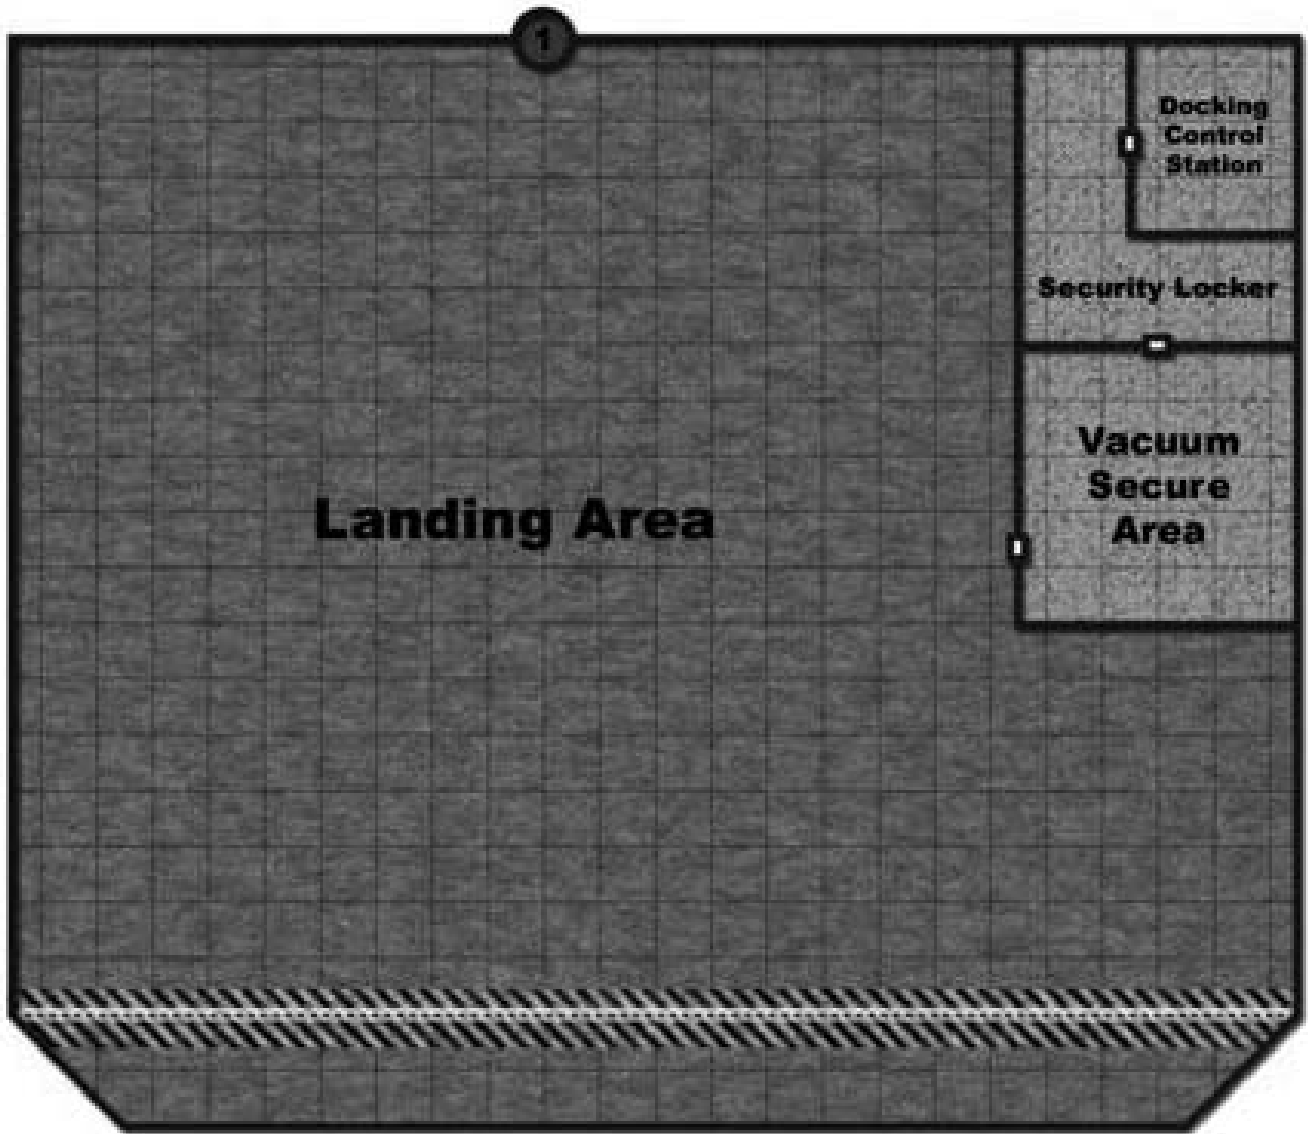 1
Docking
Control
Station
Security Locker
Vacuum
Secure
Area
Landing Area